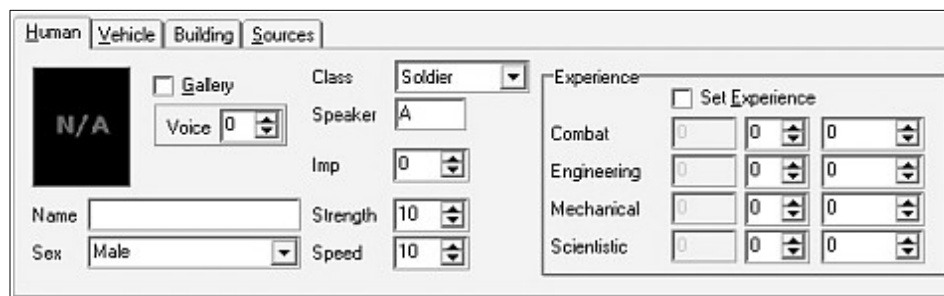 Human Vehicle Building Sources
N/A
Gallery
Voice 0
Name
Sex Male
Class Soldier
Speaker A
Imp 0
Strength 10
Speed 10
Experience
Set Experience
Combat 0 0 0
Engineering 0 0 0
Mechanical 0 0 0
Scientistic 0 0 0